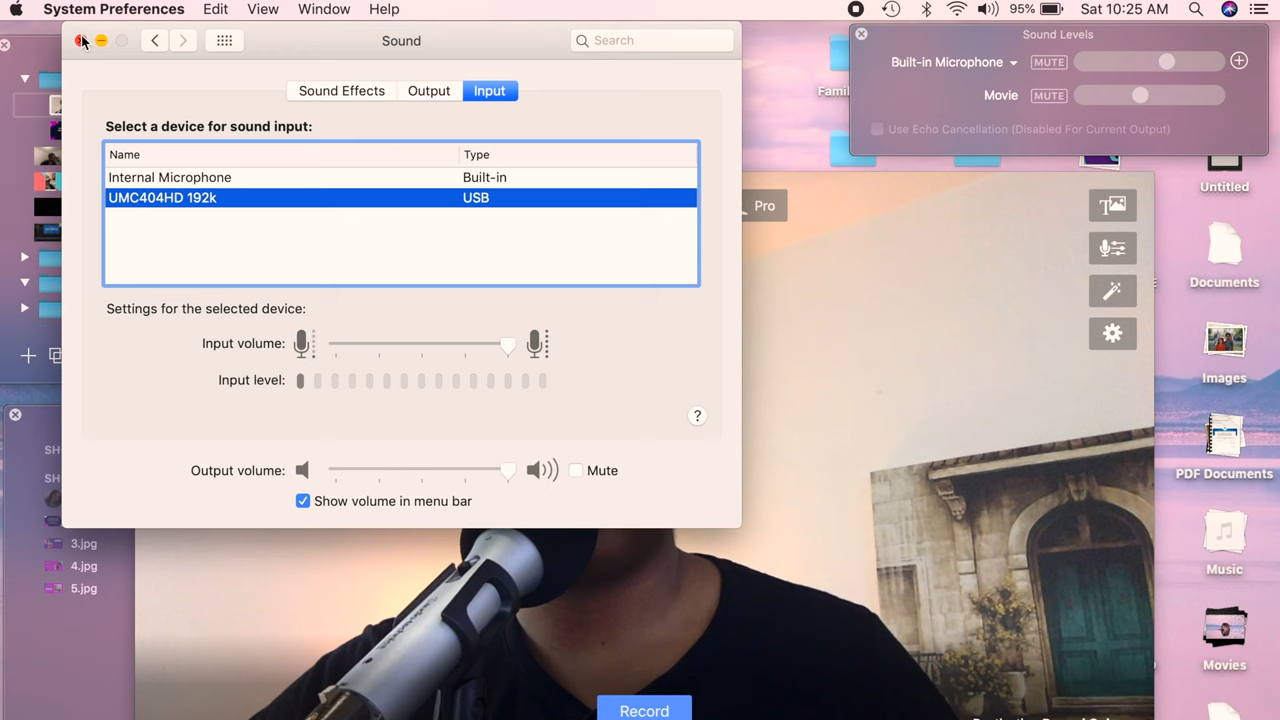 System Preferences Edit View Window Help 95% Sat 10:25 AM
Sound
Search
Sound Effects Output Input
Select a device for sound input:
Name Type
Internal Microphone Built-in
UMC404HD 192k USB
Settings for the selected device:
Input volume:
Input level:
?
Output volume: Mute
Show volume in menu bar
Sound Levels
Built-in Microphone MUTE
Movie MUTE
Use Echo Cancellation (Disabled For Current Output)
Pro
T
Untitled
Documents
Images
PDF Documents
Music
Movies
SH
SH
3.jpg
4.jpg
5.jpg
Record